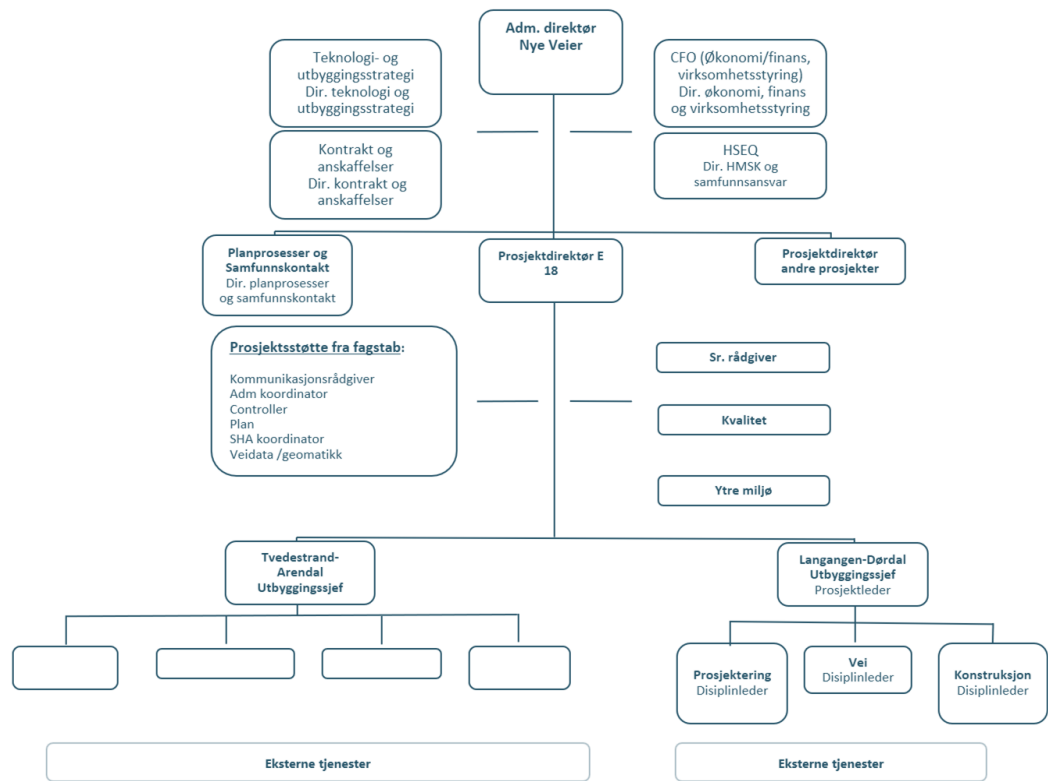 Adm. direktør
Nye Veier
Teknologi- og
utbyggingsstrategi
Dir. teknologi og
utbyggingsstrategi
CFO (Økonomi/finans,
virksomhetsstyring)
Dir. økonomi, finans
og virksomhetsstyring
Kontrakt og
anskaffelser
Dir. kontrakt og
anskaffelser
HSEQ
Dir. HMSK og
samfunnsansvar
Planprosesser og
Samfunnskontakt
Dir. planprosesser
og samfunnskontakt
Prosjektdirektør E
18
Prosjektdirektør
andre prosjekter
Prosjektsstøtte fra fagstab:
Kommunikasjonsrådgiver
Adm koordinator
Controller
Plan
SHA koordinator
Veidata /geomatikk
Sr. rådgiver
Kvalitet
Ytre miljø
Tvedestrand-
Arendal
Utbyggingssjef
Langangen-Dørdal
Utbyggingssjef
Prosjektleder
Prosjektering
Disiplinleder
Vei
Disiplinleder
Konstruksjon
Disiplinleder
Eksterne tjenester
Eksterne tjenester